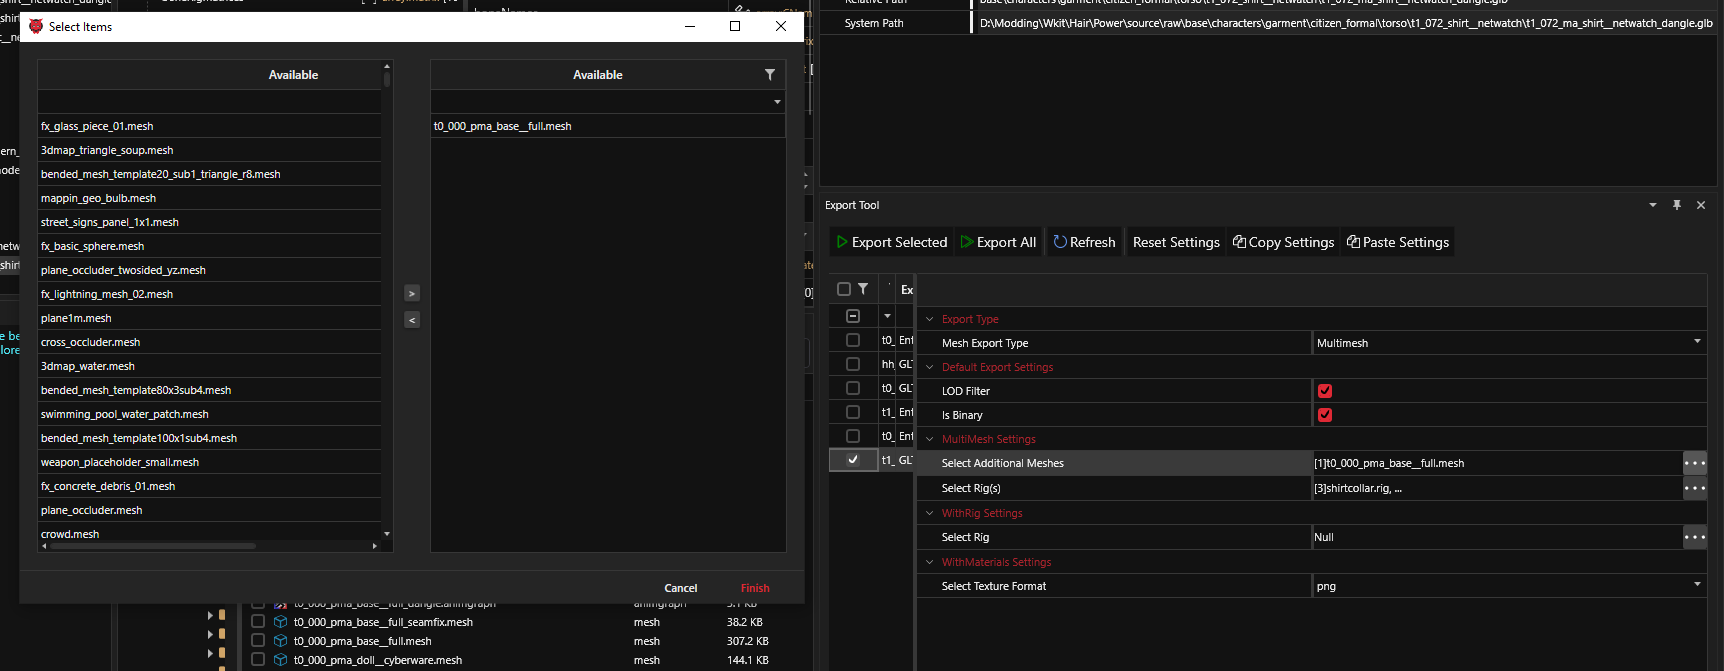 Select Items
Available
Available
fx_glass_piece_01.mesh
t0_000_pma_base__full.mesh
3dmap_triangle_soup.mesh
bended_mesh_template20_sub1_triangle_r8.mesh
mappin_geo_bulb.mesh
street_signs_panel_1x1.mesh
fx_basic_sphere.mesh
plane_occluder_twosided_yz.mesh
fx_lightning_mesh_02.mesh
plane1m.mesh
cross_occluder.mesh
3dmap_water.mesh
bended_mesh_template80x3sub4.mesh
swimming_pool_water_patch.mesh
bended_mesh_template100x1sub4.mesh
weapon_placeholder_small.mesh
fx_concrete_debris_01.mesh
plane_occluder.mesh
crowd.mesh
>
<
Cancel Finish
t0_000_pma_base__full_dangle.animgraph animgraph 3.1 KB
t0_000_pma_base__full_seamfix.mesh mesh 38.2 KB
t0_000_pma_base__full.mesh mesh 307.2 KB
t0_000_pma_doll__cyberware.mesh mesh 144.1 KB
System Path D:\Modding\Wkit\Hair\Power\source\raw\base\characters\garment\citizen_formal\torso\t1_072_shirt__netwatch\t1_072_ma_shirt__netwatch_dangle.glb
Export Tool
Export Selected Export All Refresh Reset Settings Copy Settings Paste Settings
Ex
t0_ Ent
hh_ GLT
t0_ GLT
t1_ Ent
t0_ Ent
t1_ GLT
Export Type
Mesh Export Type Multimesh
Default Export Settings
LOD Filter
Is Binary
MultiMesh Settings
Select Additional Meshes [1]t0_000_pma_base__full.mesh
Select Rig(s) [3]shirtcollar.rig, ...
WithRig Settings
Select Rig Null
WithMaterials Settings
Select Texture Format png